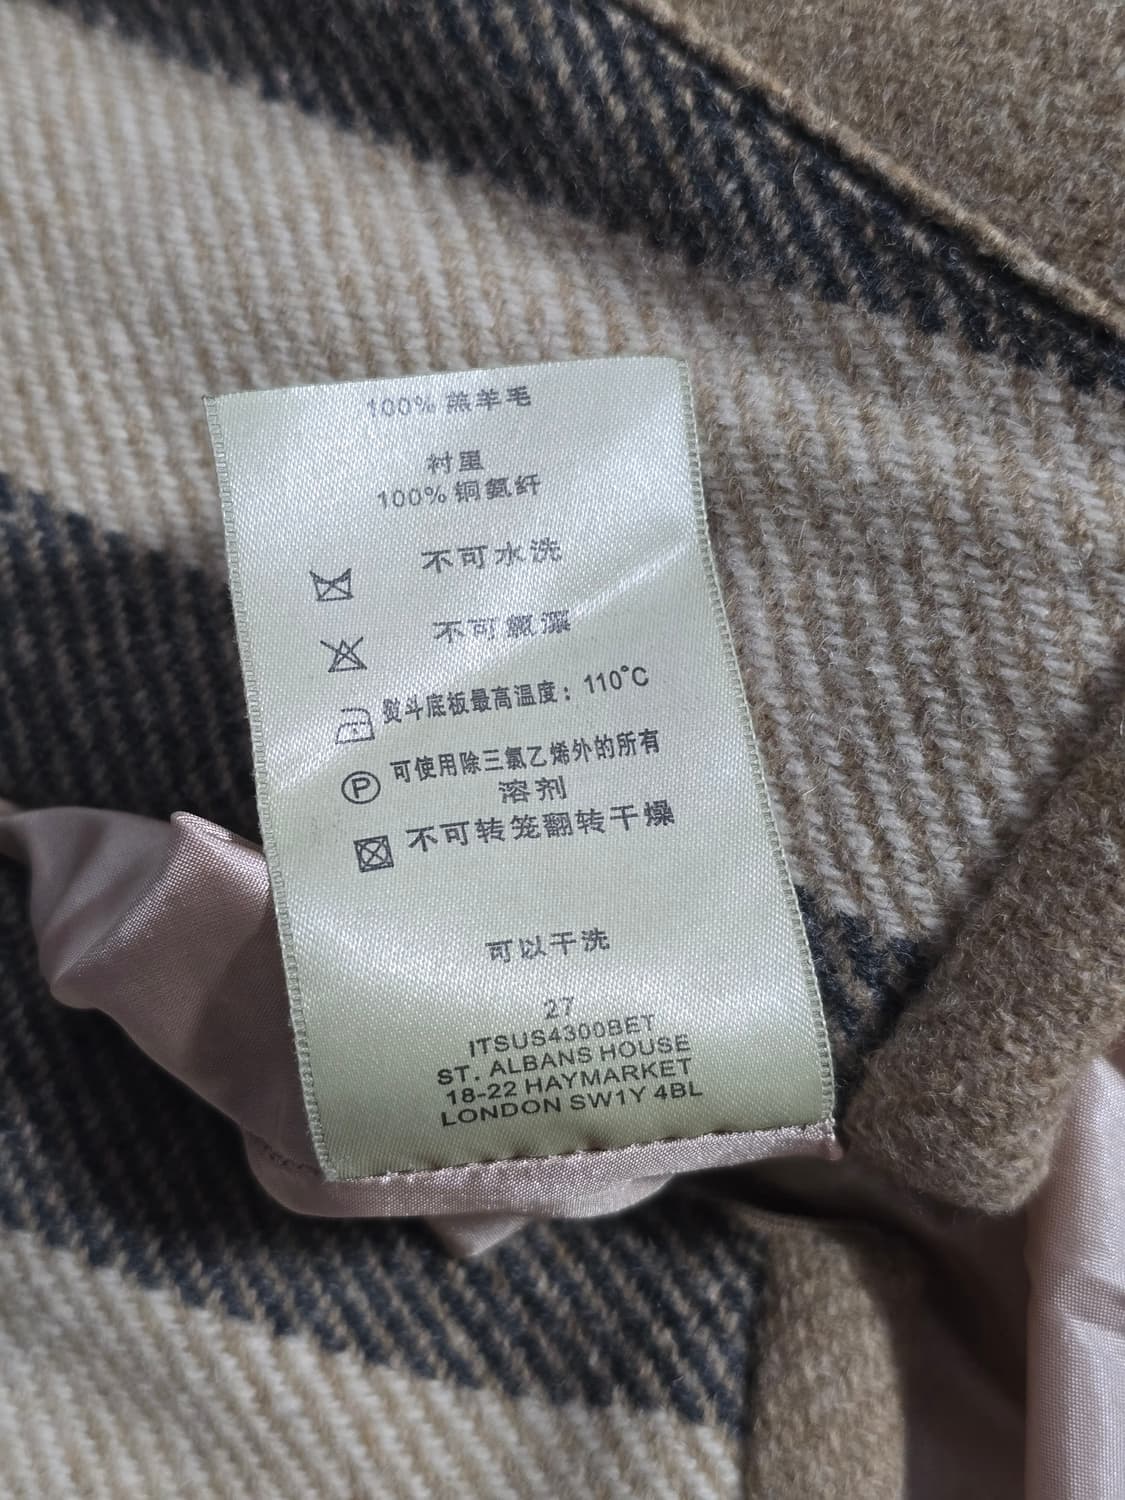 100% 羔羊毛
衬里
100% 铜氨纤
不可水洗
不可
熨斗底板最高温度：110°C
可使用除三氯乙烯外的所有
溶剂
不可转笼翻转干燥
可以干洗
27
ITSUS4300BET
ST. ALBANS HOUSE
18-22 HAYMARKET
LONDON SW1Y 4BL